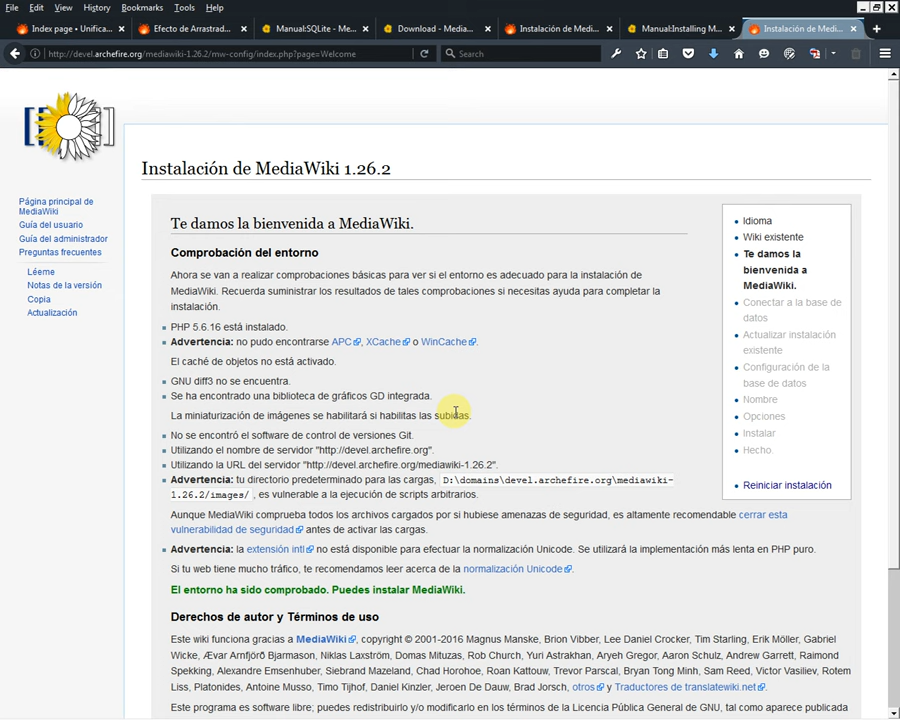 File Edit View History Bookmarks Tools Help
Index page • Unifica...
Efecto de Arrastrad...
Manual:SQLite - Me...
Download - Mediaw...
Instalación de Medi...
Manual:Installing M...
Instalación de Medi...
http://devel.archefire.org/mediawiki-1.26.2/mw-config/index.php?page=Welcome
Search
Página principal de
MediaWiki
Guía del usuario
Guía del administrador
Preguntas frecuentes
Léeme
Notas de la versión
Copia
Actualización
Instalación de MediaWiki 1.26.2
Te damos la bienvenida a MediaWiki.
Comprobación del entorno
Ahora se van a realizar comprobaciones básicas para ver si el entorno es adecuado para la instalación de
MediaWiki. Recuerda suministrar los resultados de tales comprobaciones si necesitas ayuda para completar la
instalación.
PHP 5.6.16 está instalado.
Advertencia: no pudo encontrarse APC, XCache o WinCache.
El caché de objetos no está activado.
GNU diff3 no se encuentra.
Se ha encontrado una biblioteca de gráficos GD integrada.
La miniaturización de imágenes se habilitará si habilitas las subidas.
No se encontró el software de control de versiones Git.
Utilizando el nombre de servidor "http://devel.archefire.org".
Utilizando la URL del servidor "http://devel.archefire.org/mediawiki-1.26.2".
Advertencia: tu directorio predeterminado para las cargas, D:\domains\devel.archefire.org\mediawiki-
1.26.2/images/ , es vulnerable a la ejecución de scripts arbitrarios.
Aunque MediaWiki comprueba todos los archivos cargados por si hubiese amenazas de seguridad, es altamente recomendable cerrar esta
vulnerabilidad de seguridad antes de activar las cargas.
Advertencia: la extensión intl no está disponible para efectuar la normalización Unicode. Se utilizará la implementación más lenta en PHP puro.
Si tu web tiene mucho tráfico, te recomendamos leer acerca de la normalización Unicode.
El entorno ha sido comprobado. Puedes instalar MediaWiki.
Derechos de autor y Términos de uso
Este wiki funciona gracias a MediaWiki, copyright © 2001-2016 Magnus Manske, Brion Vibber, Lee Daniel Crocker, Tim Starling, Erik Möller, Gabriel
Wicke, Ævar Arnfjörð Bjarmason, Niklas Laxström, Domas Mituzas, Rob Church, Yuri Astrakhan, Aryeh Gregor, Aaron Schulz, Andrew Garrett, Raimond
Spekking, Alexandre Emsenhuber, Siebrand Mazeland, Chad Horohoe, Roan Kattouw, Trevor Parscal, Bryan Tong Minh, Sam Reed, Victor Vasiliev, Rotem
Liss, Platonides, Antoine Musso, Timo Tijhof, Daniel Kinzler, Jeroen De Dauw, Brad Jorsch, otros y Traductores de translatewiki.net.
Este programa es software libre; puedes redistribuirlo y/o modificarlo en los términos de la Licencia Pública General de GNU, tal como aparece publicada
Idioma
Wiki existente
Te damos la
bienvenida a
MediaWiki.
Conectar a la base de
datos
Actualizar instalación
existente
Configuración de la
base de datos
Nombre
Opciones
Instalar
Hecho.
Reiniciar instalación